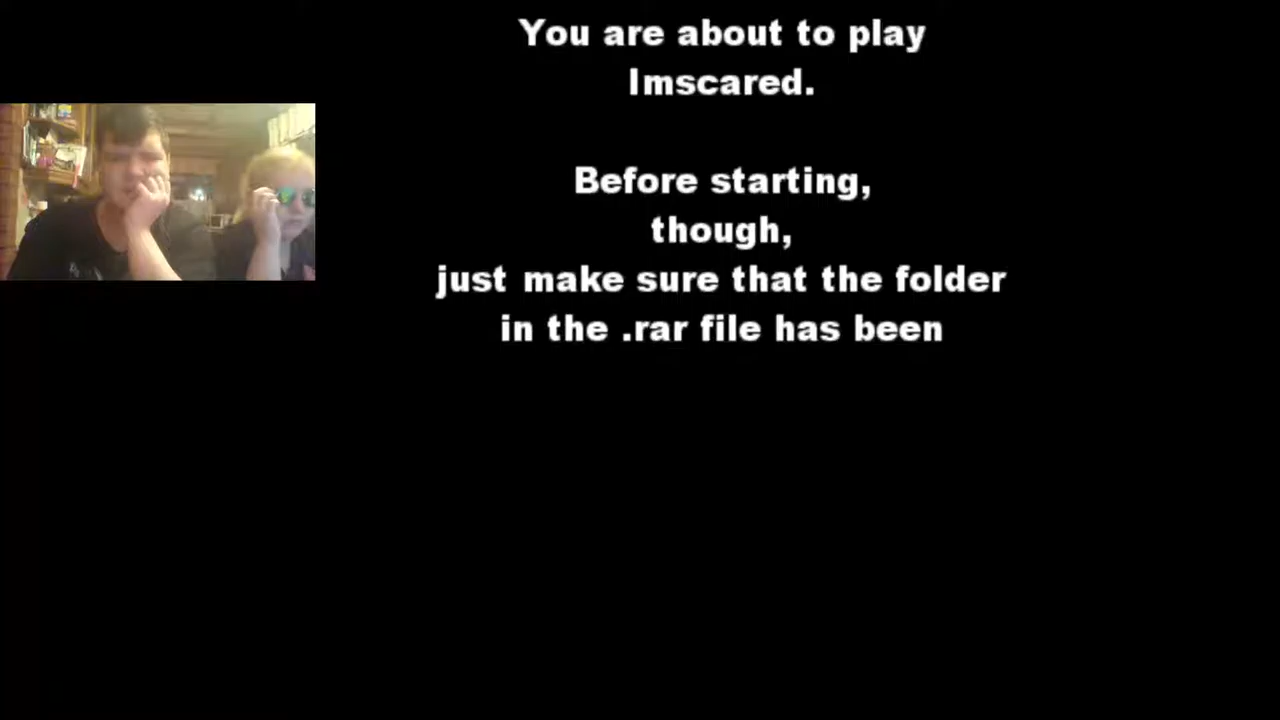 You are about to play
Imscared.
Before starting,
though,
just make sure that the folder
in the .rar file has been